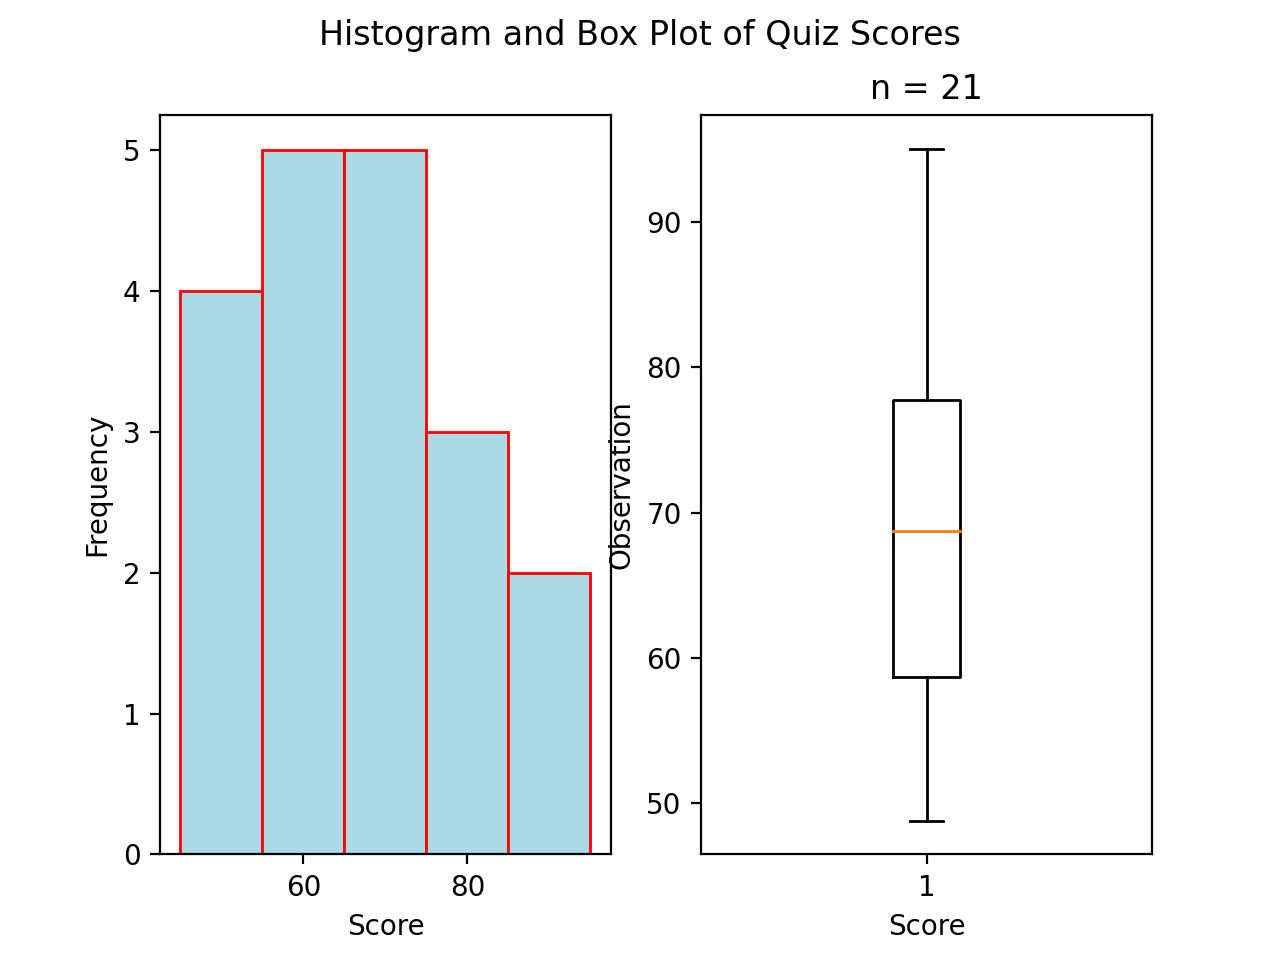 Histogram and Box Plot of Quiz Scores
Frequency
5
4
3
2
1
0
60 80
Score
n = 21
Observation
90
80
70
60
50
1
Score